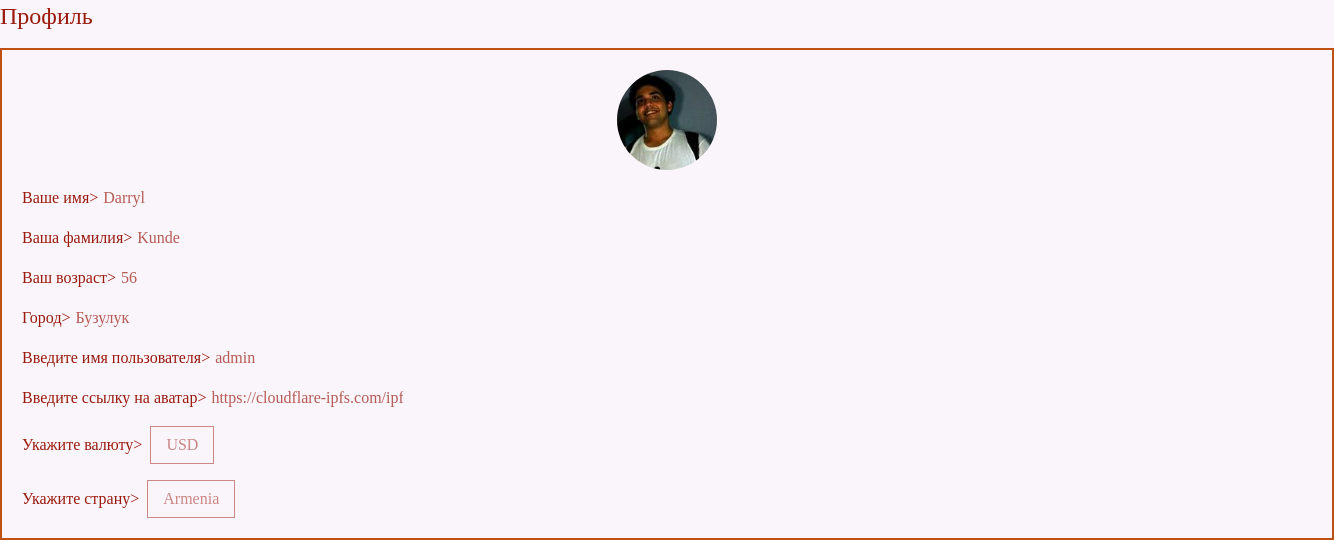 Профиль
Ваше имя> Darryl
Ваша фамилия> Kunde
Ваш возраст> 56
Город> Бузулук
Введите имя пользователя> admin
Введите ссылку на аватар> https://cloudflare-ipfs.com/ipf
Укажите валюту> USD
Укажите страну> Armenia